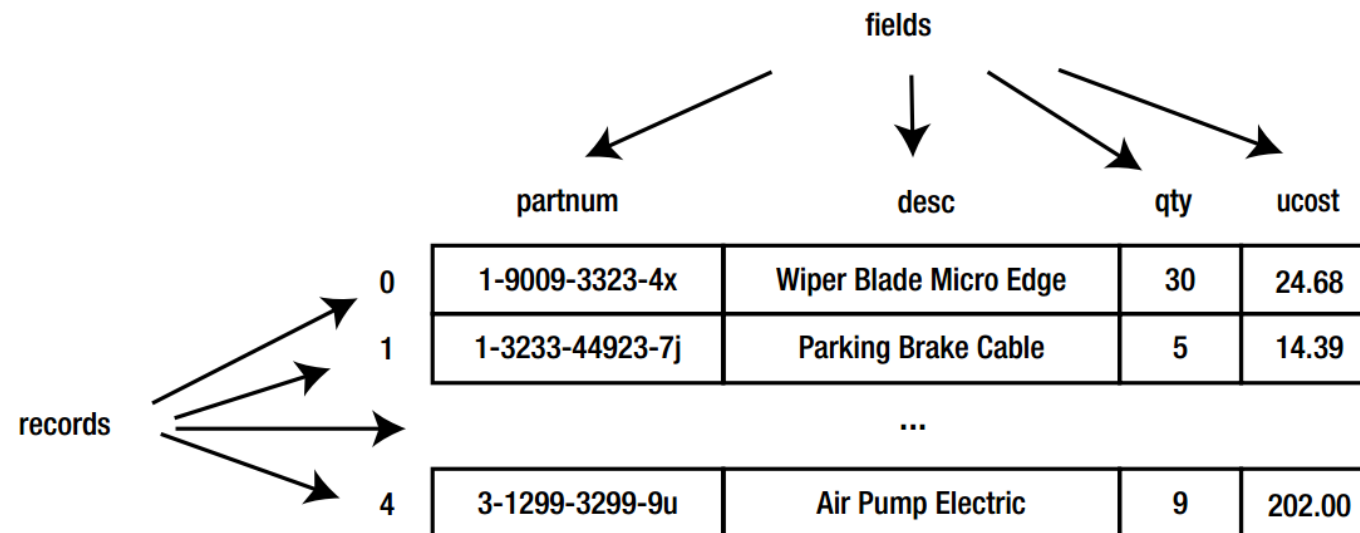 fields
partnum desc qty ucost
0 1-9009-3323-4x Wiper Blade Micro Edge 30 24.68
1 1-3233-44923-7j Parking Brake Cable 5 14.39
records ...
4 3-1299-3299-9u Air Pump Electric 9 202.00